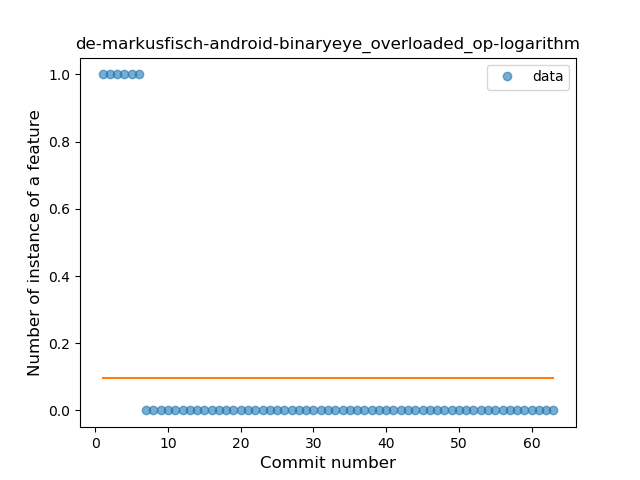 de-markusfisch-android-binaryeye_overloaded_op-logarithm
data
Number of instance of a feature
1.0
0.8
0.6
0.4
0.2
0.0
0 10 20 30 40 50 60
Commit number